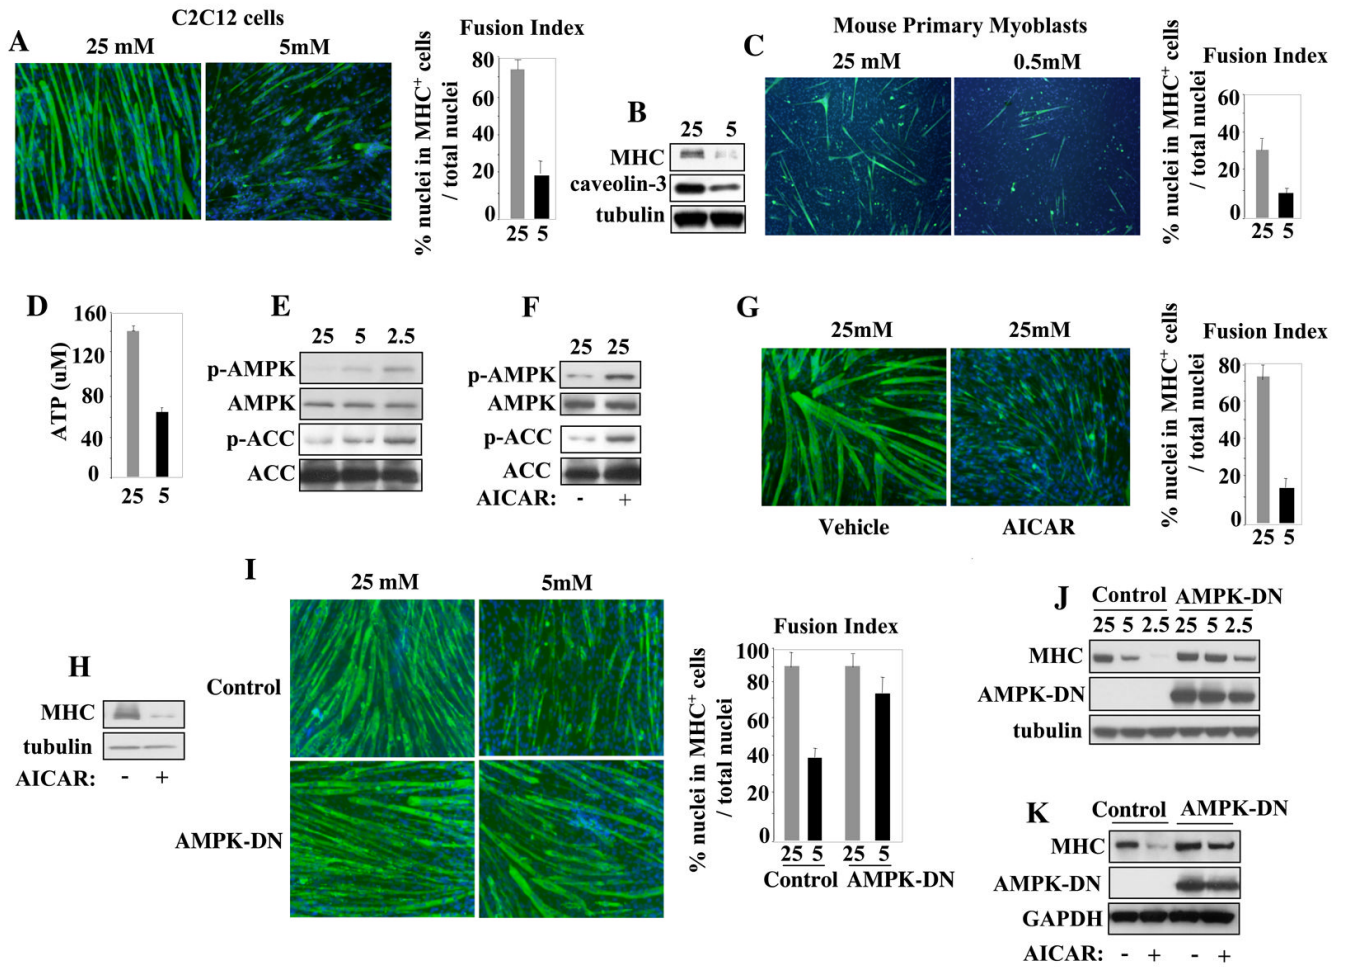 C2C12 cells
A
25 mM
5mM
Fusion Index
% nuclei in MHC+ cells
/ total nuclei
80
60
40
20
0
25 5
B
25 5
MHC
caveolin-3
tubulin
Mouse Primary Myoblasts
C
25 mM
0.5mM
Fusion Index
% nuclei in MHC+ cells
/ total nuclei
60
40
20
0
25 5
D
ATP (uM)
160
120
80
40
0
25 5
E
25 5 2.5
p-AMPK
AMPK
p-ACC
ACC
F
25 25
p-AMPK
AMPK
p-ACC
ACC
AICAR: - +
G
25mM
25mM
Vehicle
AICAR
Fusion Index
% nuclei in MHC+ cells
/ total nuclei
80
60
40
20
0
25 5
H
MHC
tubulin
AICAR: - +
I
25 mM
5mM
Control
AMPK-DN
Fusion Index
% nuclei in MHC+ cells
/ total nuclei
100
80
60
40
20
0
25 5 25 5
Control AMPK-DN
J
Control AMPK-DN
25 5 2.5 25 5 2.5
MHC
AMPK-DN
tubulin
K
Control AMPK-DN
MHC
AMPK-DN
GAPDH
AICAR: - + - +